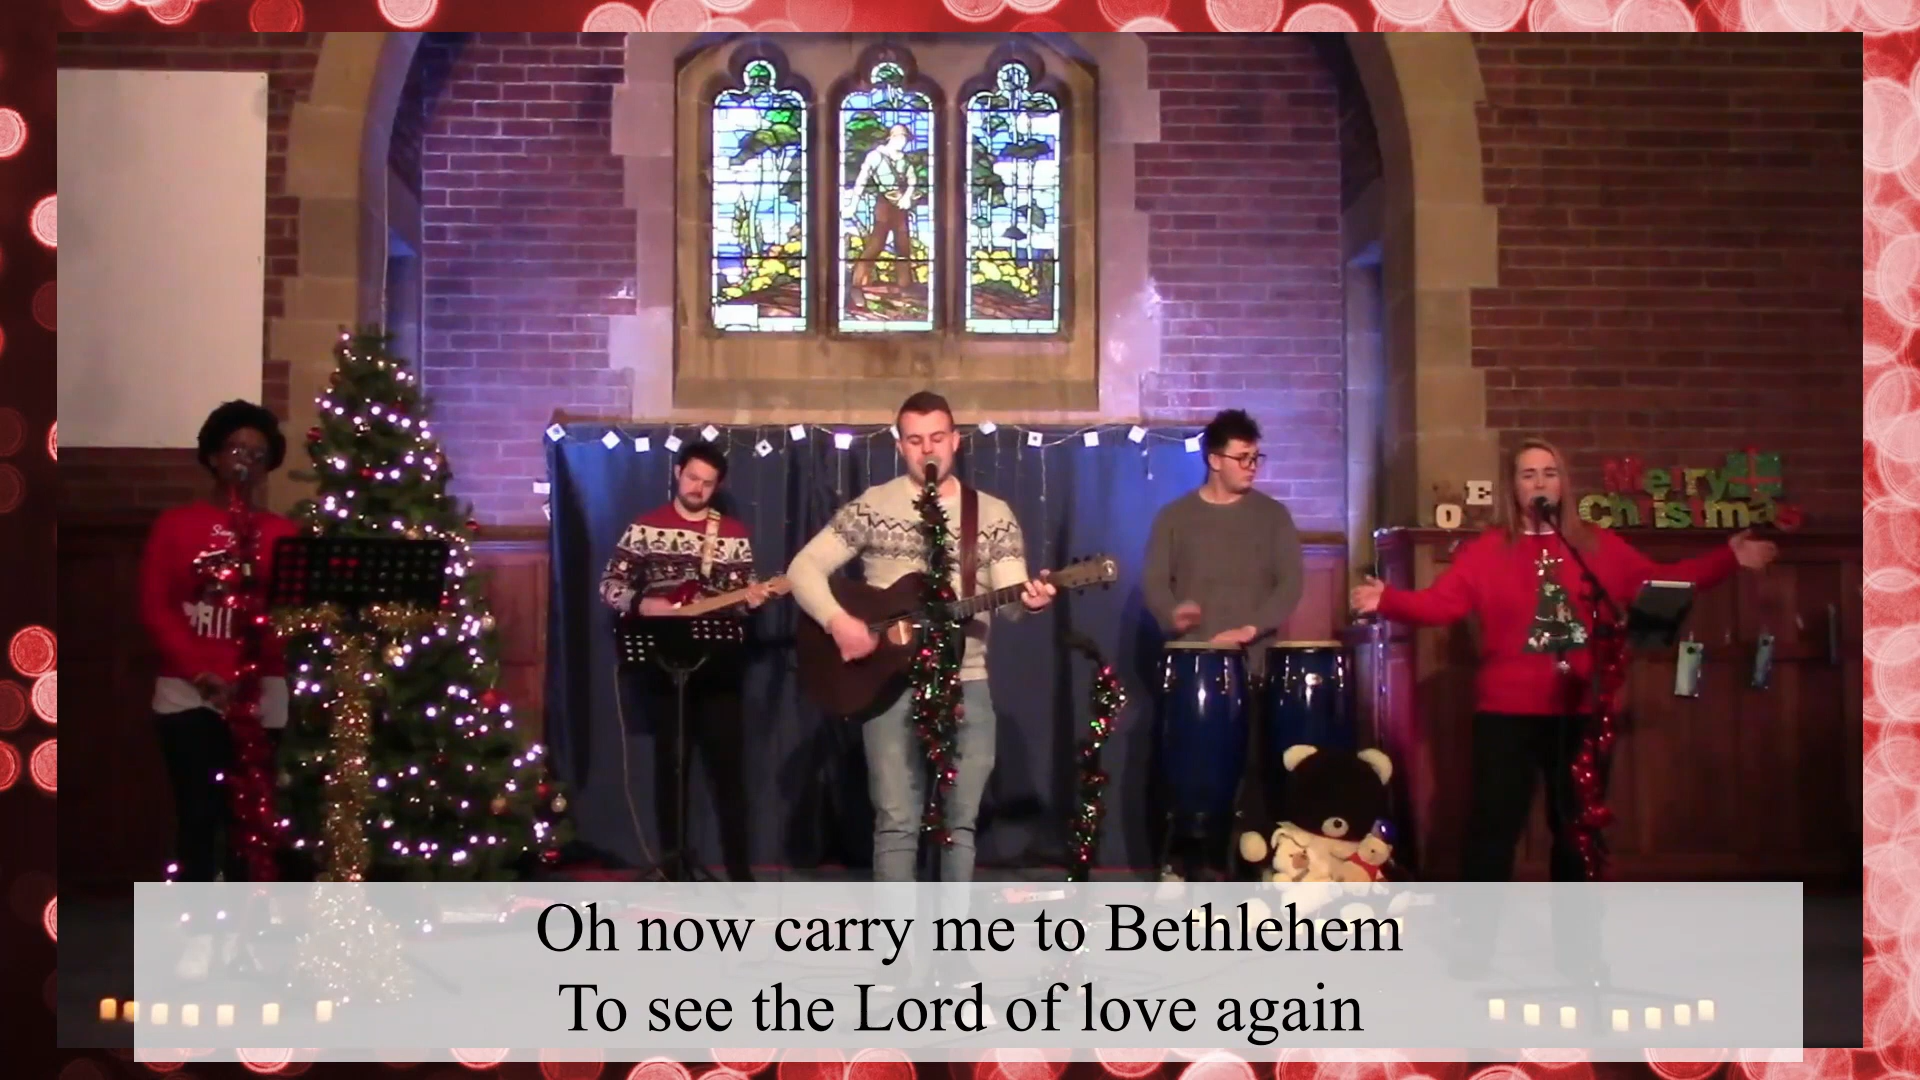 E
O
Merry
Christmas
Oh now carry me to Bethlehem
To see the Lord of love again